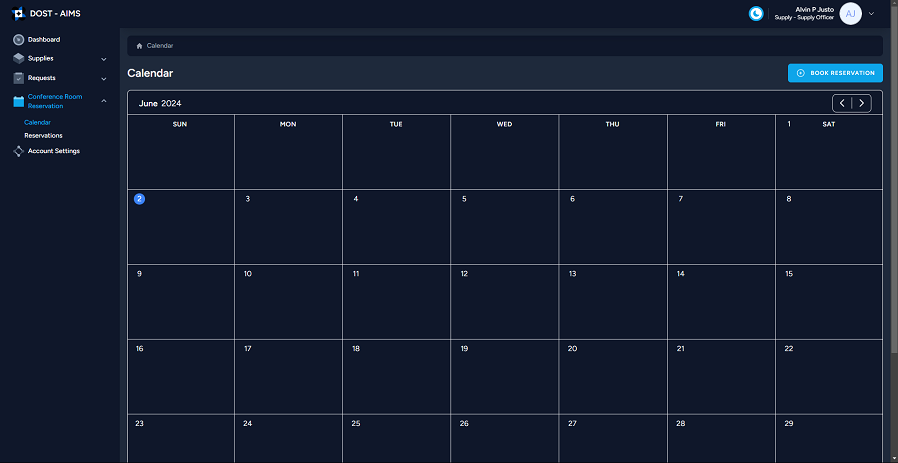 DOST - AIMS
Alvin P Justo
Supply - Supply Officer
AJ
Dashboard
Supplies
Requests
Conference Room
Reservation
Calendar
Reservations
Account Settings
Calendar
Calendar
BOOK RESERVATION
June 2024
SUN MON TUE WED THU FRI SAT
1
2 3 4 5 6 7 8
9 10 11 12 13 14 15
16 17 18 19 20 21 22
23 24 25 26 27 28 29